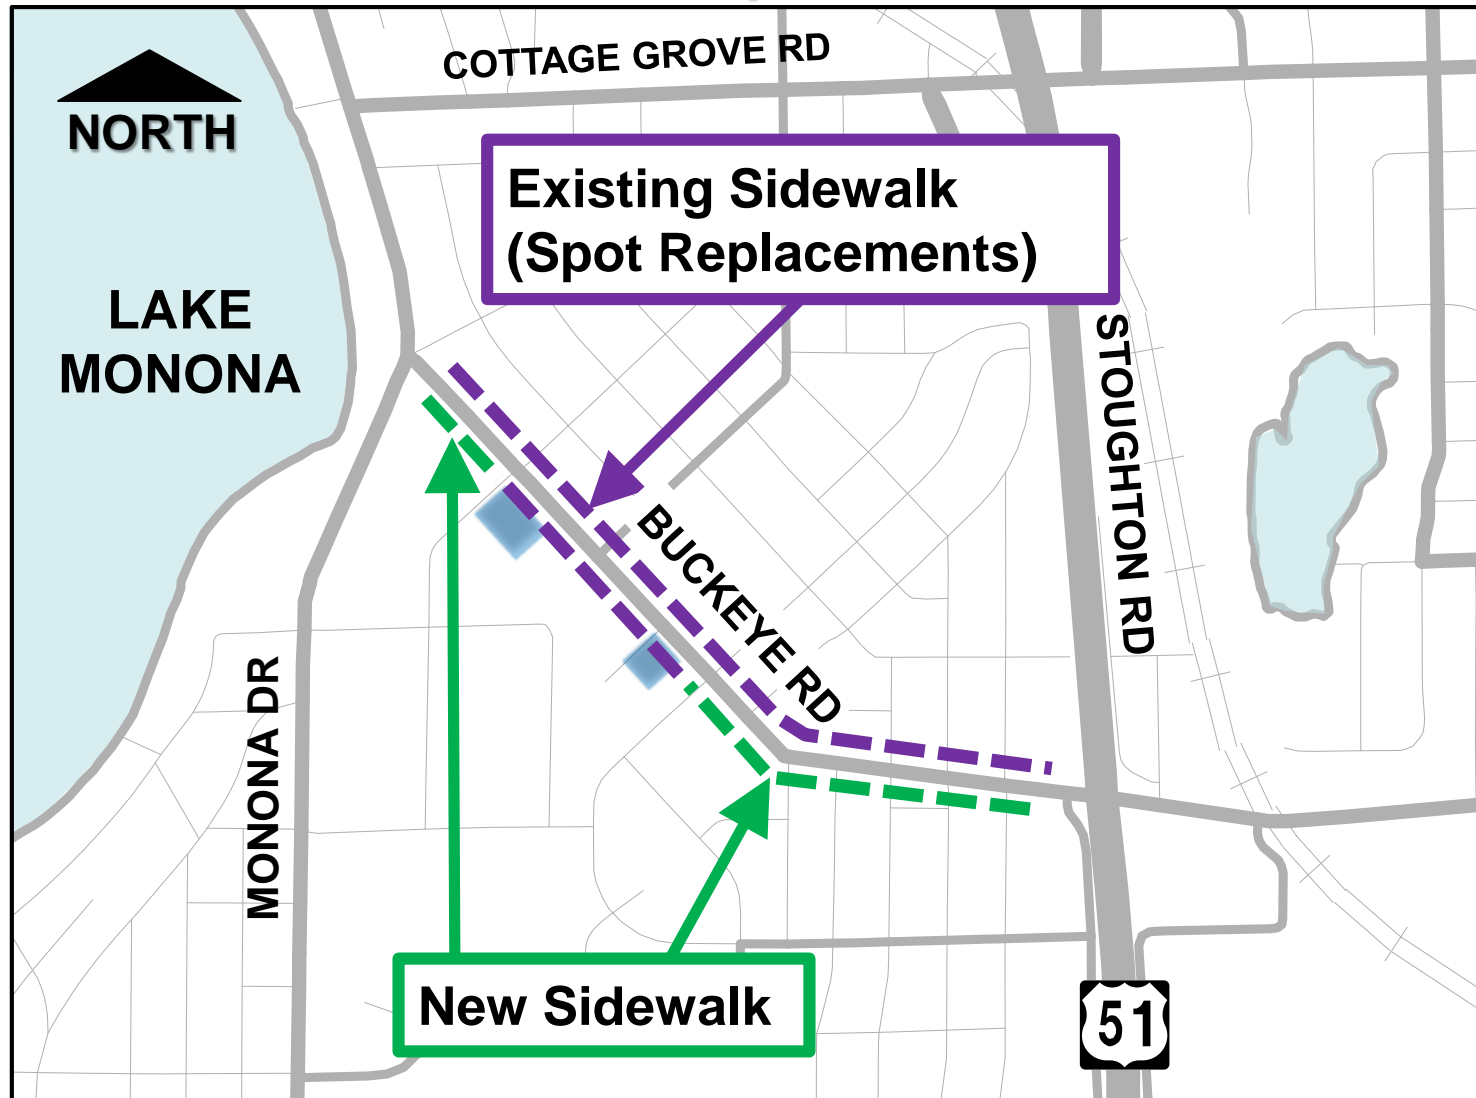 COTTAGE GROVE RD
NORTH
Existing Sidewalk
(Spot Replacements)
LAKE
MONONA
STOUGHTON RD
BUCKEYE RD
MONONA DR
New Sidewalk
51